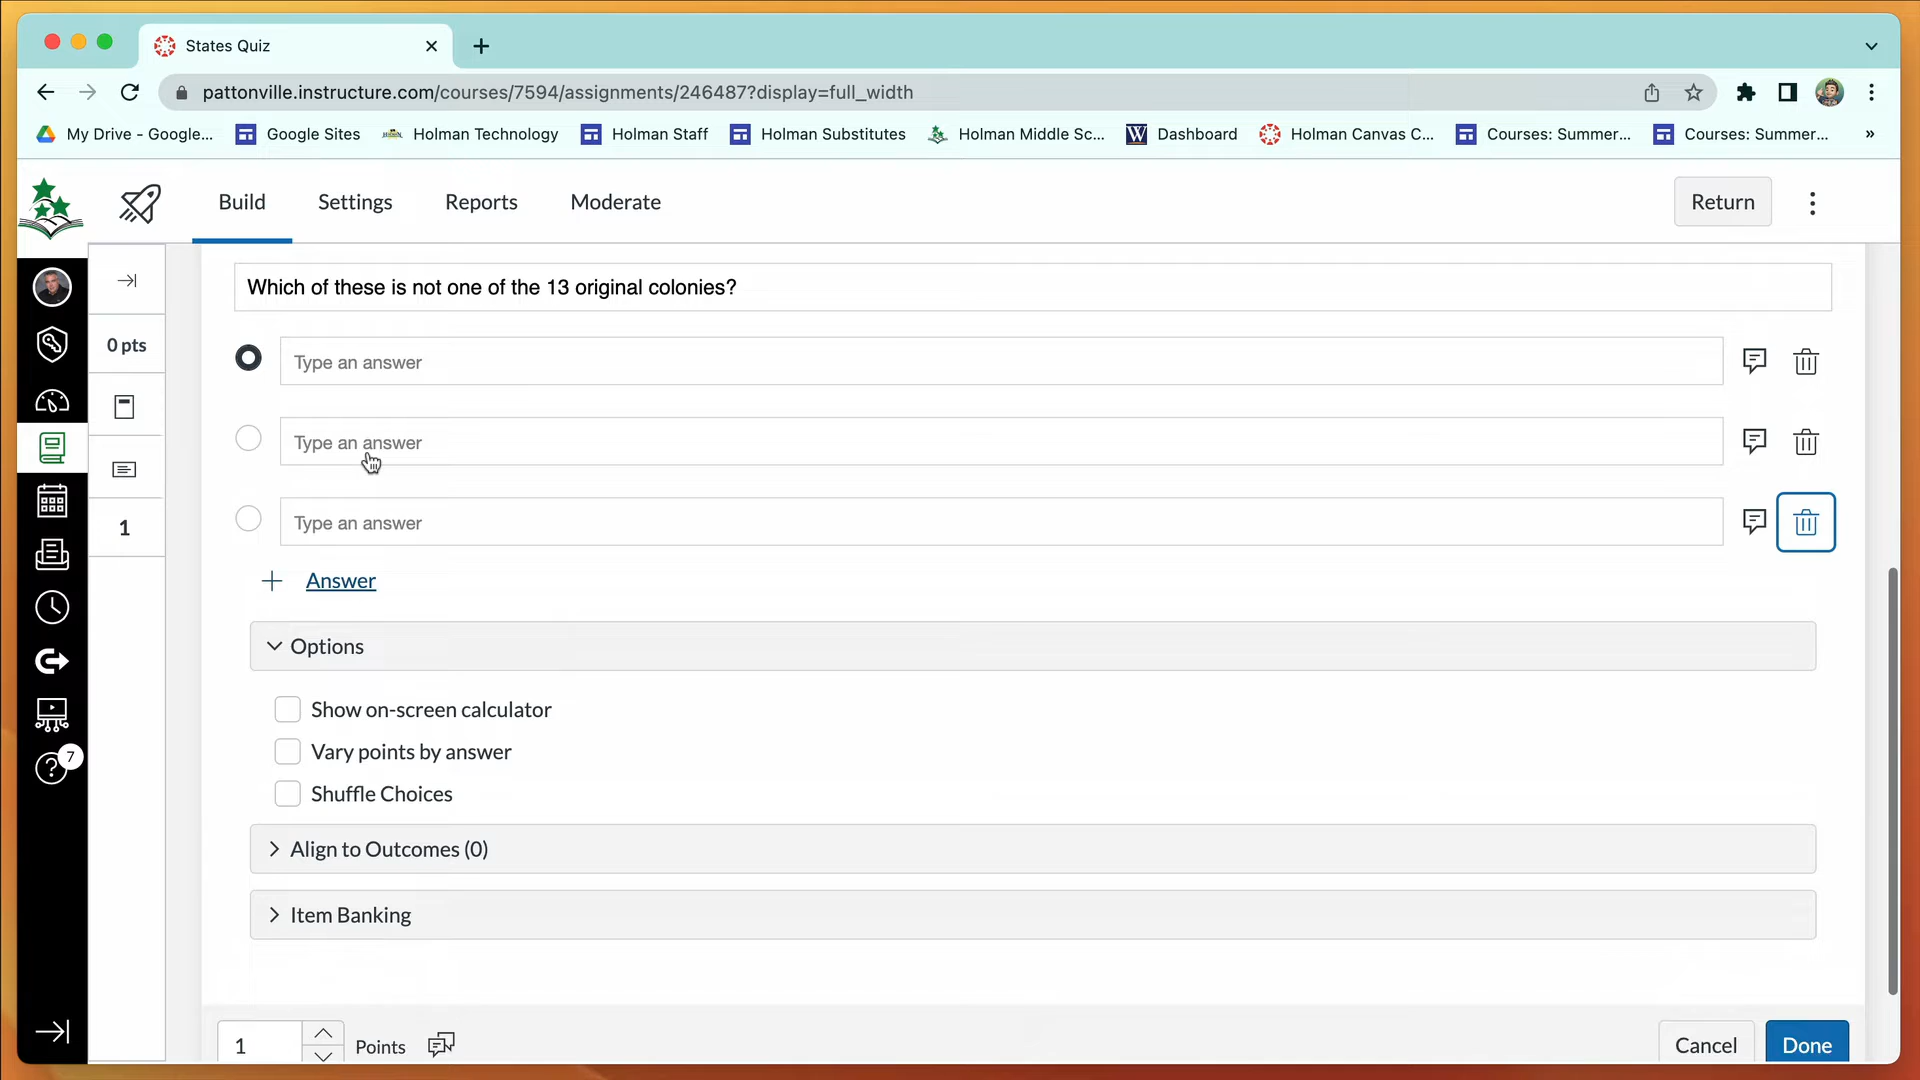 States Quiz
pattonville.instructure.com/courses/7594/assignments/246487?display=full_width
My Drive - Google... Google Sites Holman Technology Holman Staff Holman Substitutes Holman Middle Sc... Dashboard Holman Canvas C... Courses: Summer... Courses: Summer... »
Build Settings Reports Moderate Return
Which of these is not one of the 13 original colonies?
0 pts
Type an answer
Type an answer
Type an answer
1
Answer
Options
Show on-screen calculator
Vary points by answer
7
Shuffle Choices
Align to Outcomes (0)
Item Banking
1 Points Cancel Done